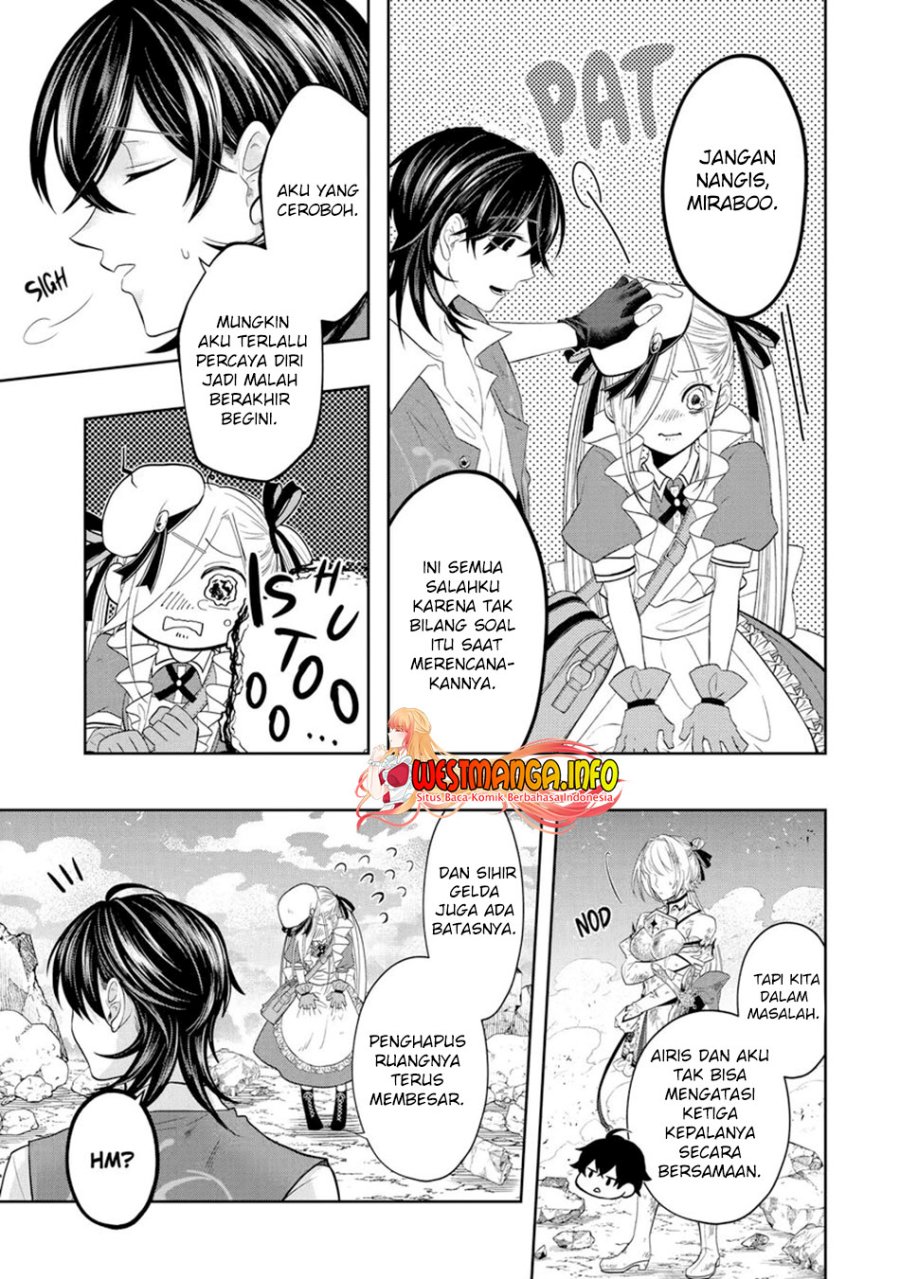 PAT
JANGAN
NANGIS,
MIRABOO.
INI SEMUA
SALAHKU
KARENA TAK
BILANG SOAL
ITU SAAT
MERENCANA-
KANNYA.
AKU YANG
CEROBOH.
SIGH
MUNGKIN
AKU TERLALU
PERCAYA DIRI
JADI MALAH
BERAKHIR
BEGINI.
ISTOO
HUUOOO...
WESTMANGA.INFO
Situs Baca Komik Berbahasa Indonesia
NOD
TAPI KITA
DALAM
MASALAH.
AIRIS DAN AKU
TAK BISA
MENGATASI
KETIGA
KEPALANYA
SECARA
BERSAMAAN.
DAN SIHIR
GELDA
JUGA ADA
BATASNYA.
PENGHAPUS
RUANGNYA
TERUS
MEMBESAR.
HM?